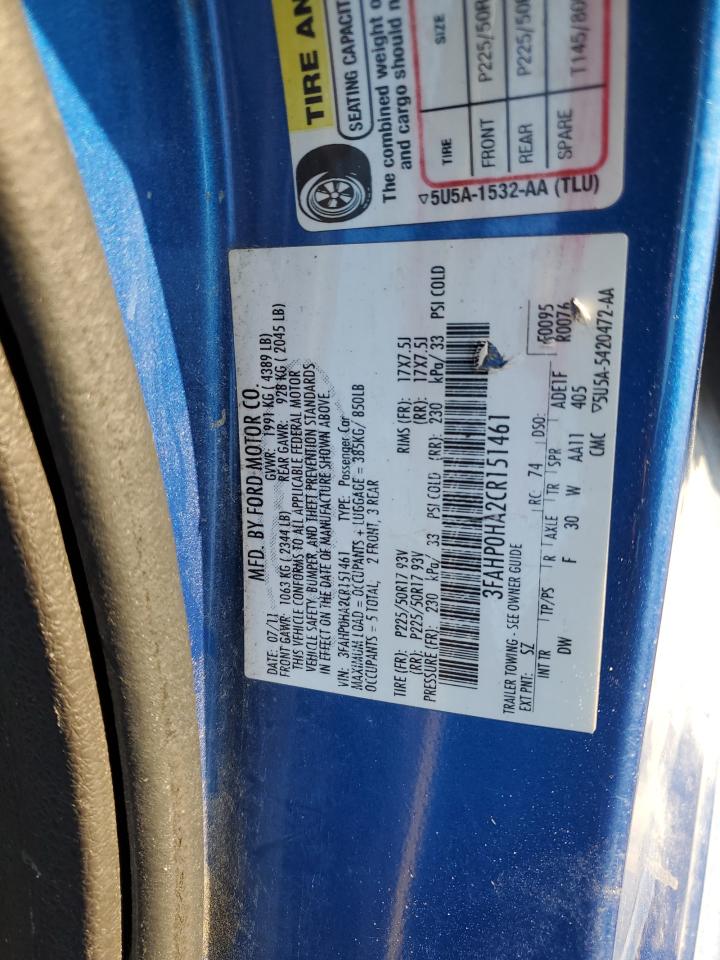 TIRE AN
SEATING CAPACIT
The combined weight o
and cargo should n
TIRE SIZE
FRONT P225/50R
REAR P225/50R
SPARE T145/80
5U5A-1532-AA (TLU)
MFD. BY FORD MOTOR CO.
DATE: 07/11 GVWR: 1991 KG ( 4389 LB)
FRONT GAWR: 1063 KG ( 2344 LB) REAR GAWR: 928 KG ( 2045 LB)
THIS VEHICLE CONFORMS TO ALL APPLICABLE FEDERAL MOTOR
VEHICLE SAFETY, BUMPER, AND THEFT PREVENTION STANDARDS
IN EFFECT ON THE DATE OF MANUFACTURE SHOWN ABOVE.
VIN: 3FAHP0HA2CR151461 TYPE: Passenger Car
MAXIMUM LOAD = OCCUPANTS + LUGGAGE = 385KG/ 850LB
OCCUPANTS = 5 TOTAL, 2 FRONT, 3 REAR
TIRE (FR): P225/50R17 93V RIMS (FR): 17X7.5J
(RR): P225/50R17 93V (RR): 17X7.5J
PRESSURE (FR): 230 kPa/ 33 PSI COLD (RR): 230 kPa/ 33 PSI COLD
3FAHP0HA2CR151461
TRAILER TOWING - SEE OWNER GUIDE
EXT PNT: SZ RC: 74 DSO:
INT TR TP/PS R AXLE TR SPR
DW F 30 W AA11
ADE1F
405
F0095
R0076
CMC 5U5A-5420472-AA